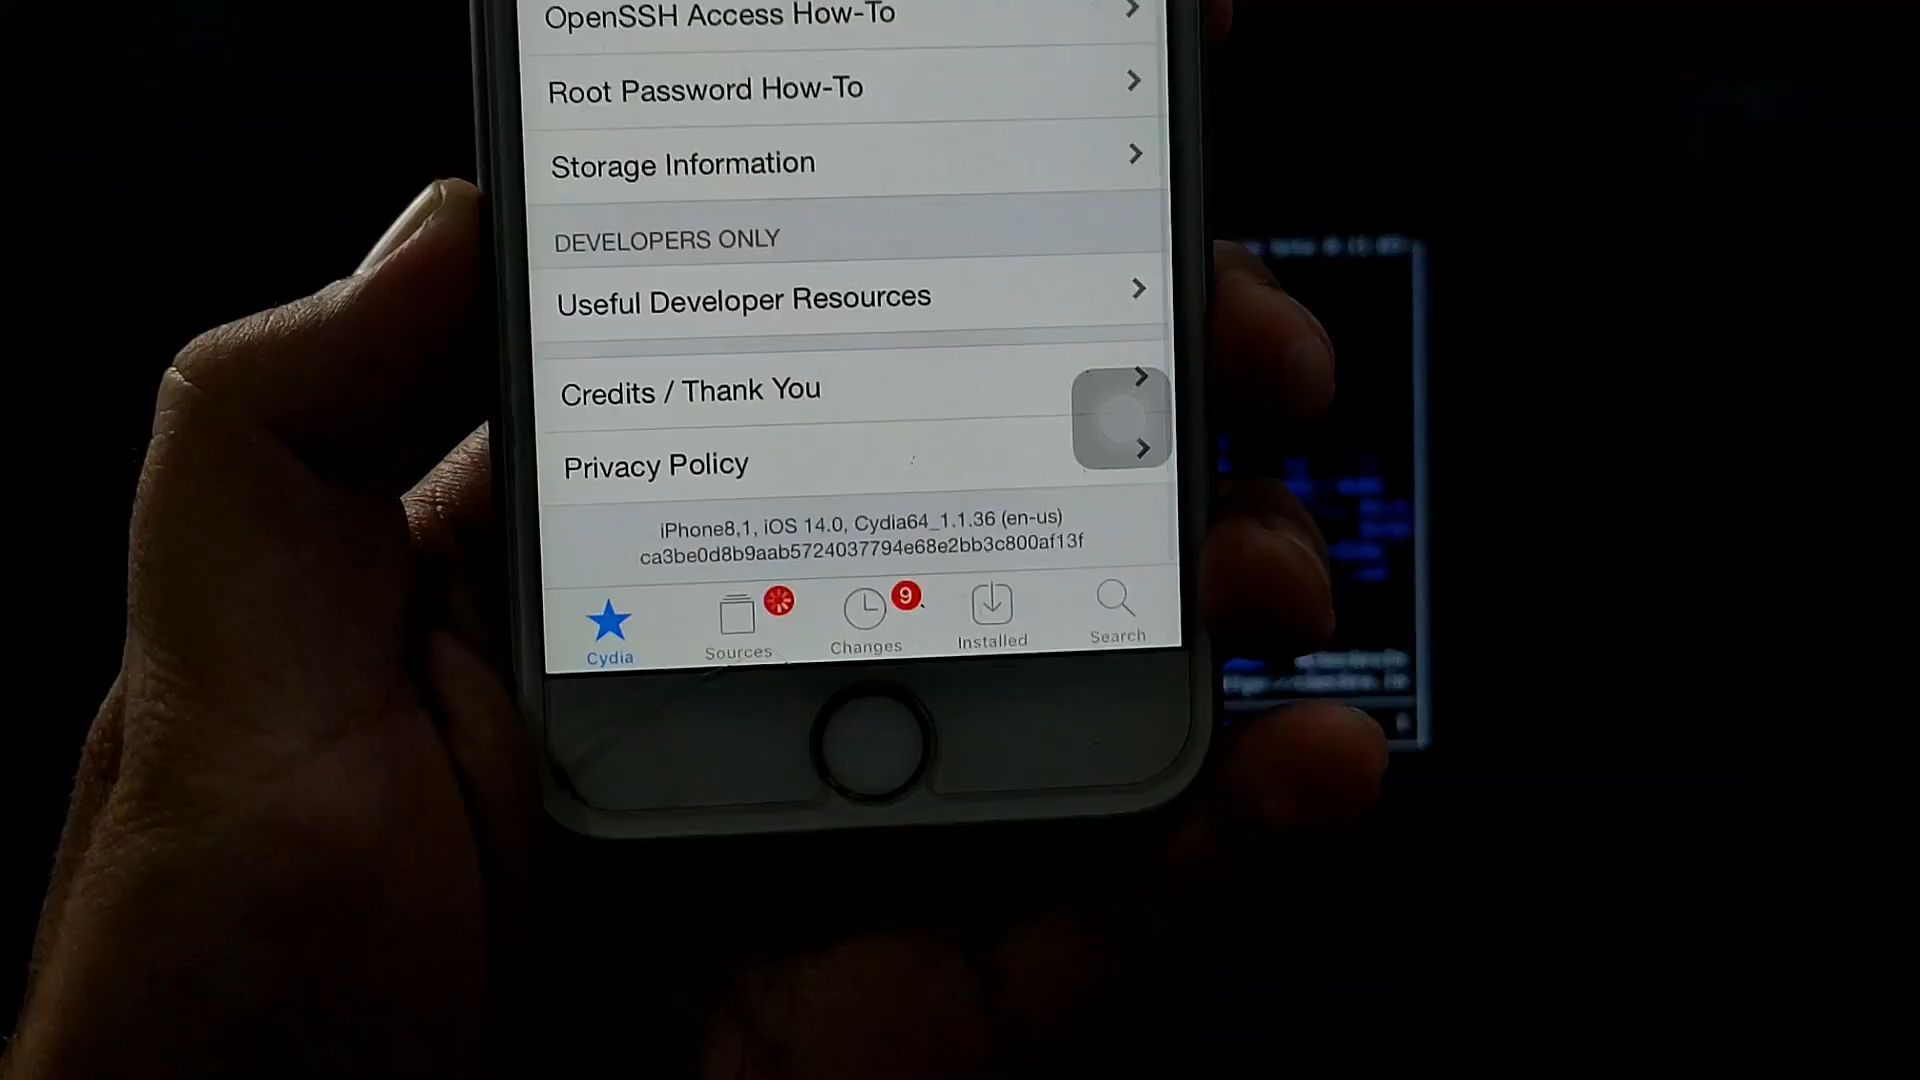 OpenSSH Access How-To
Root Password How-To
Storage Information
DEVELOPERS ONLY
Useful Developer Resources
Credits / Thank You
Privacy Policy
iPhone8,1, iOS 14.0, Cydia64_1.1.36 (en-us)
ca3be0d8b9aab5724037794e68e2bb3c800af13f
9
Cydia
Sources
Changes
Installed
Search